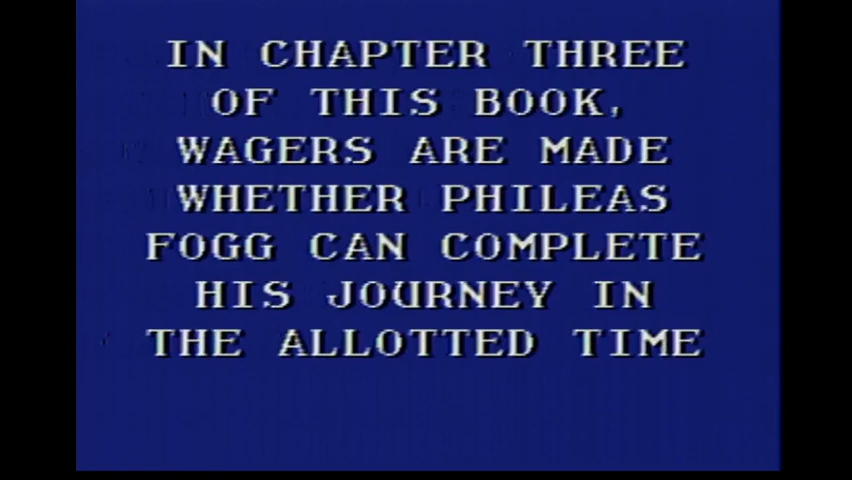 IN CHAPTER THREE
OF THIS BOOK,
WAGERS ARE MADE
WHETHER PHILEAS
FOGG CAN COMPLETE
HIS JOURNEY IN
THE ALLOTTED TIME